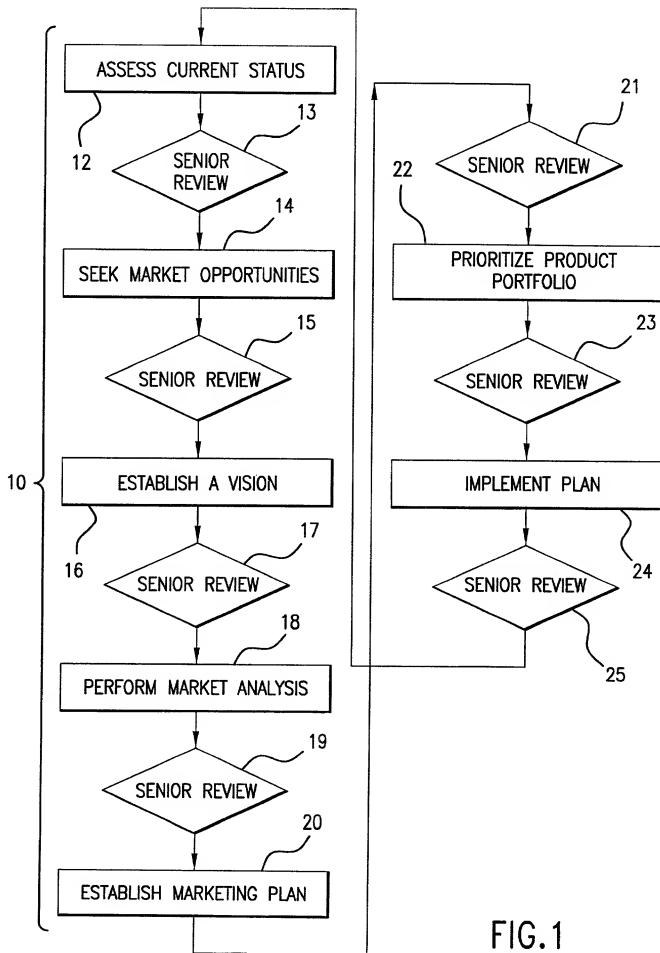 10
ASSESS CURRENT STATUS
12
13
SENIOR
REVIEW
14
SEEK MARKET OPPORTUNITIES
15
SENIOR REVIEW
ESTABLISH A VISION
16
17
SENIOR REVIEW
18
PERFORM MARKET ANALYSIS
19
SENIOR REVIEW
20
ESTABLISH MARKETING PLAN
21
SENIOR REVIEW
22
PRIORITIZE PRODUCT
PORTFOLIO
23
SENIOR REVIEW
IMPLEMENT PLAN
24
SENIOR REVIEW
25
FIG.1